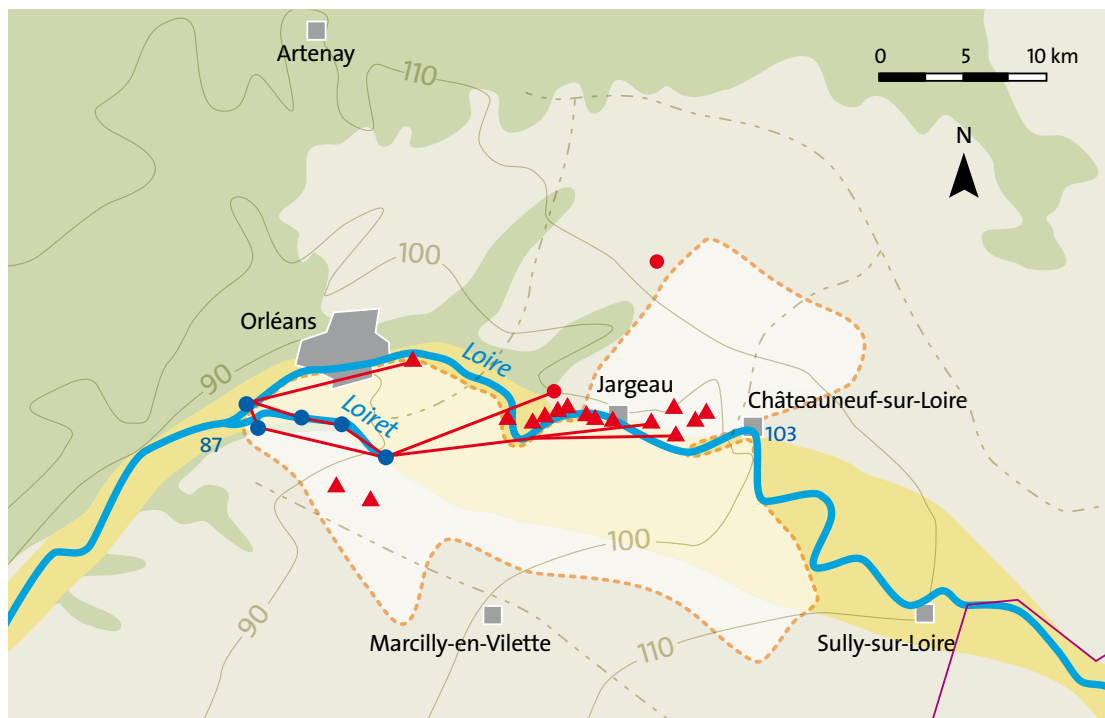 Artenay
0 5 10 km
110
N
100
Orléans
Loire
90
Jargeau
Châteauneuf-sur-Loire
Loiret
87
103
100
90
Marcilly-en-Vilette
110
Sully-sur-Loire